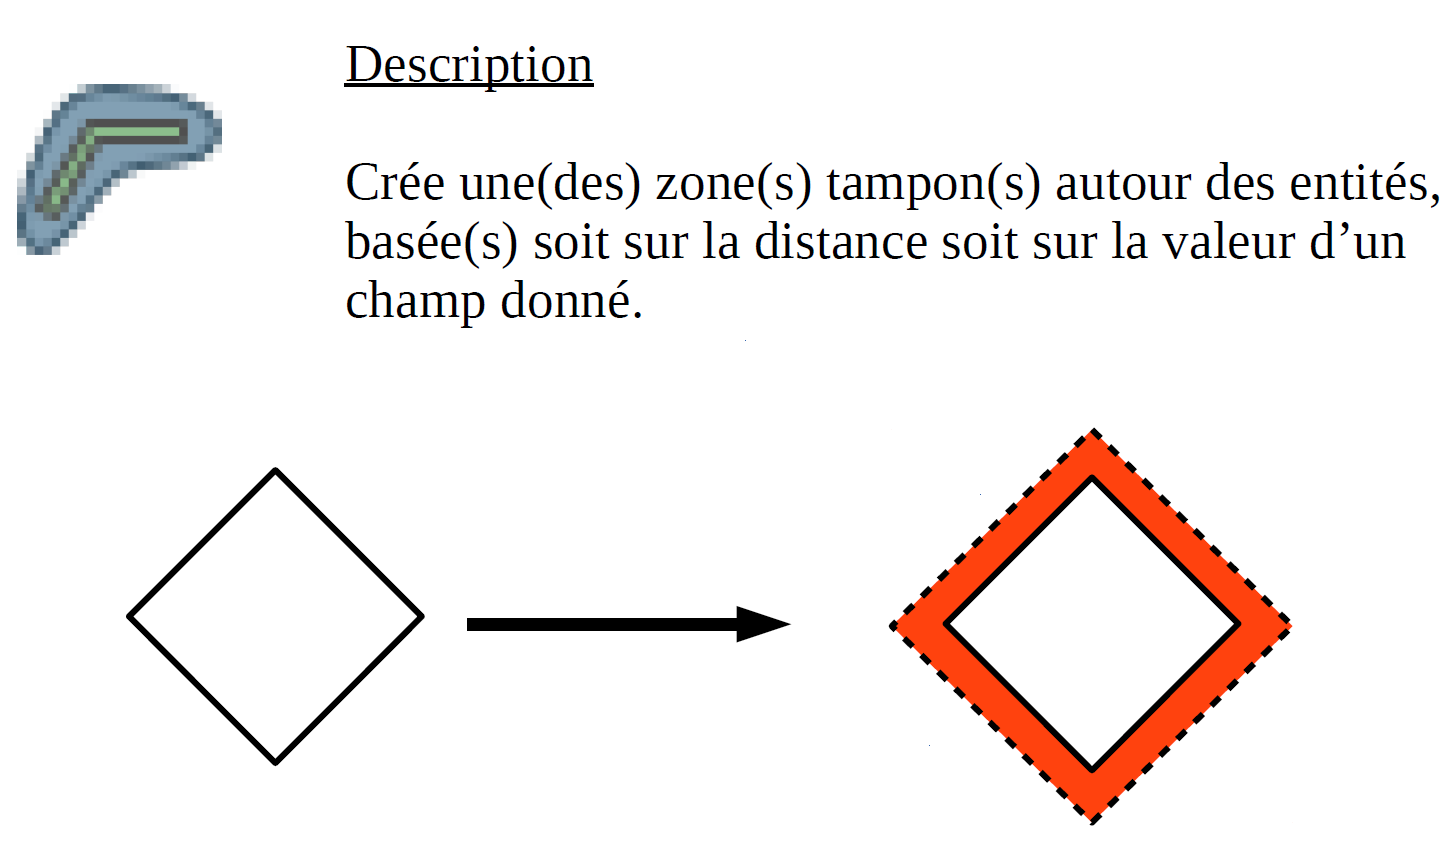 Description
Crée une(des) zone(s) tampon(s) autour des entités,
basée(s) soit sur la distance soit sur la valeur d’un
champ donné.